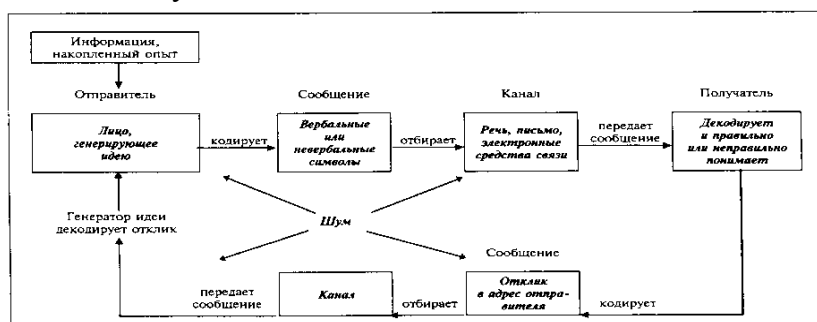 Информация,
накопленный опыт
Отправитель
Сообщение
Канал
Получатель
Лицо,
генерирующее
идею
кодирует
Вербальные
или
невербальные
символы
отбирает
Речь, письмо,
электронные
средства связи
передает
сообщение
Декодирует
и правильно
или неправильно
понимает
Генератор идеи
декодирует отклик
Шум
Сообщение
передает
сообщение
Канал
отбирает
Отклик
в адрес отпра-
вителя
кодирует